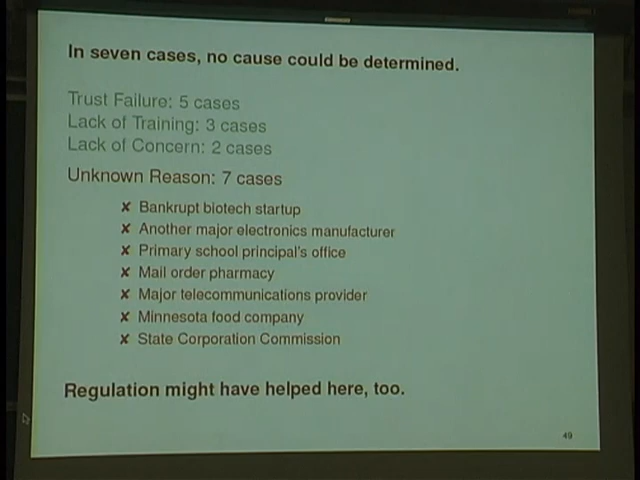 In seven cases, no cause could be determined.
Trust Failure: 5 cases
Lack of Training: 3 cases
Lack of Concern: 2 cases
Unknown Reason: 7 cases
✘ Bankrupt biotech startup
✘ Another major electronics manufacturer
✘ Primary school principal's office
✘ Mail order pharmacy
✘ Major telecommunications provider
✘ Minnesota food company
✘ State Corporation Commission
Regulation might have helped here, too.
49